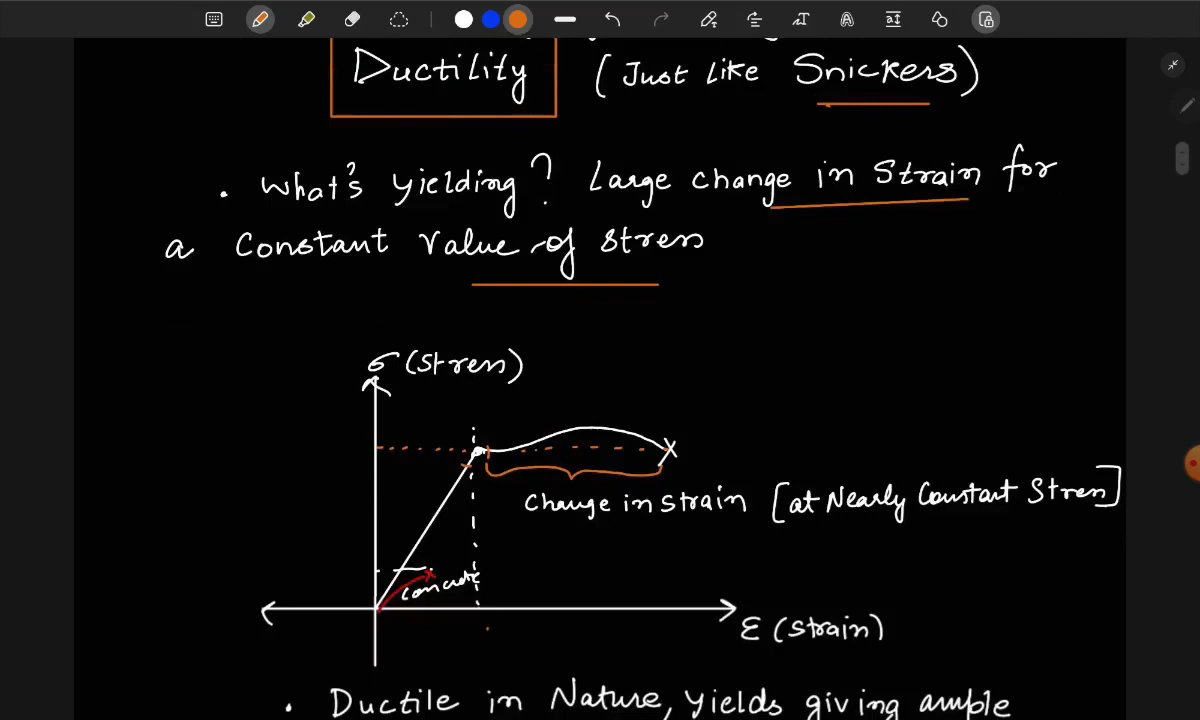 Ductility (Just like Snickers)
. What's Yielding? Large change in Strain for
a Constant Value of Stress
σ (Stress)
Change in Strain [at Nearly Constant Stress]
Concrete
ε (Strain)
. Ductile in Nature, Yields giving ample